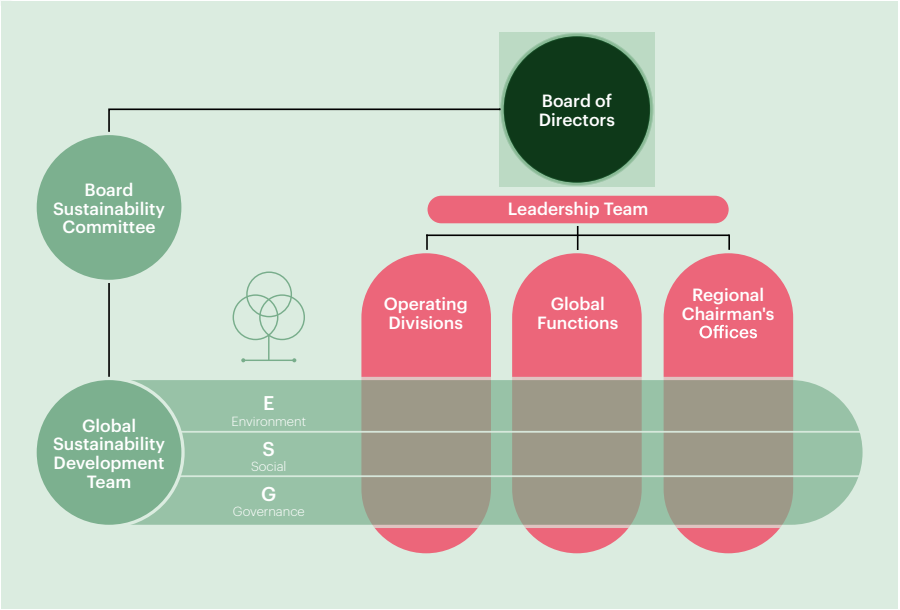 Board of
Directors
Board
Sustainability
Committee
Leadership Team
Operating
Divisions
Global
Functions
Regional
Chairman's
Offices
Global
Sustainability
Development
Team
E
Environment
S
Social
G
Governance